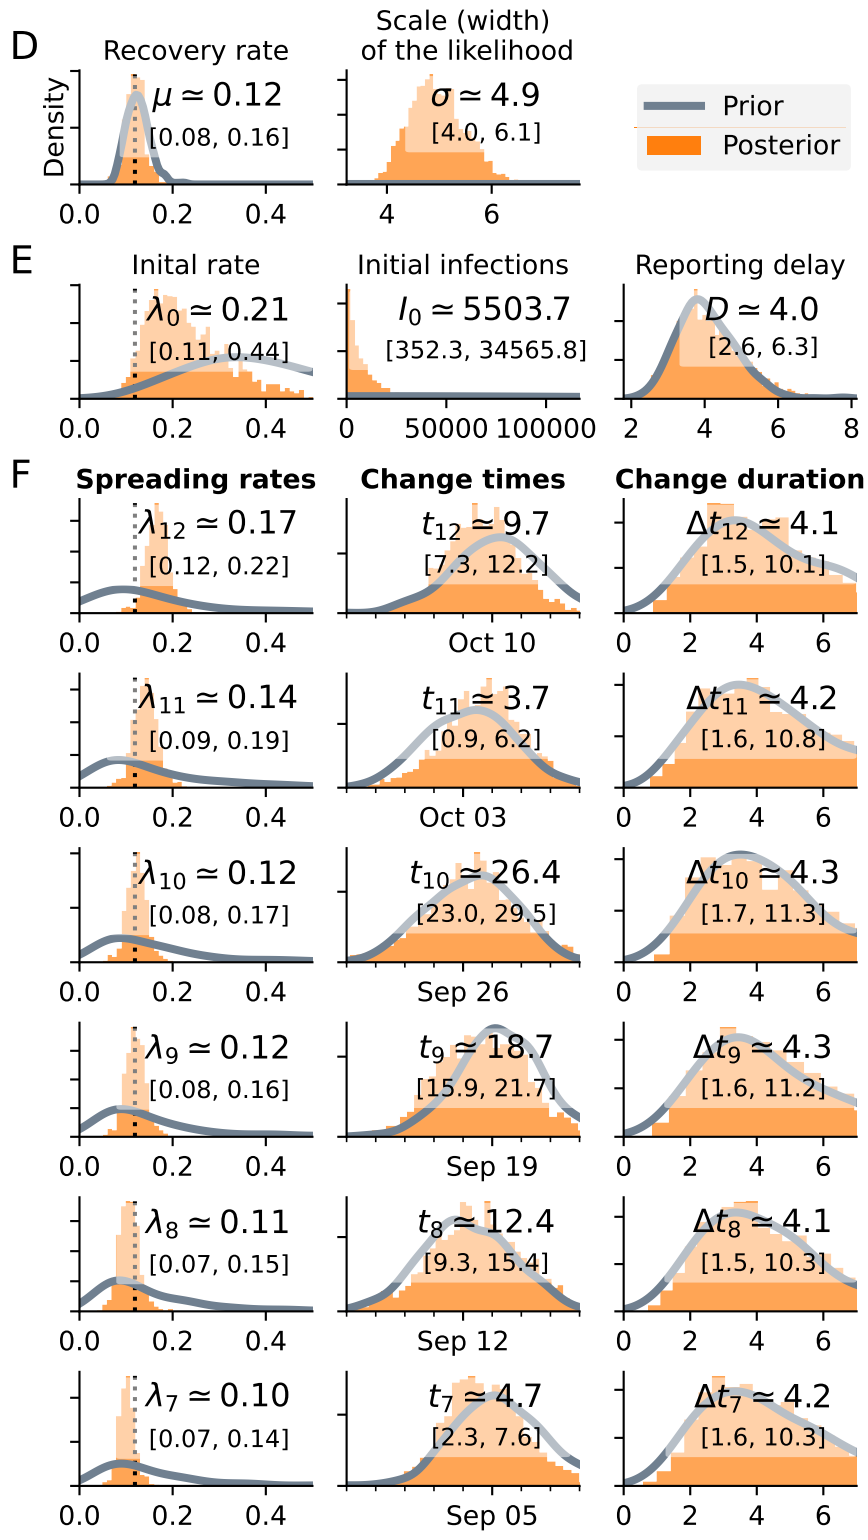 D
Recovery rate
Scale (width)
of the likelihood
Density
μ ≃ 0.12
[0.08, 0.16]
0.0 0.2 0.4
σ ≃ 4.9
[4.0, 6.1]
4 6
Prior
Posterior
E
Inital rate
Initial infections
Reporting delay
λ₀ ≃ 0.21
[0.11, 0.44]
0.0 0.2 0.4
I₀ ≃ 5503.7
[352.3, 34565.8]
0 50000 100000
D ≃ 4.0
[2.6, 6.3]
2 4 6 8
F
Spreading rates
Change times
Change duration
λ₁₂ ≃ 0.17
[0.12, 0.22]
0.0 0.2 0.4
t₁₂ ≃ 9.7
[7.3, 12.2]
Oct 10
Δt₁₂ ≃ 4.1
[1.5, 10.1]
0 2 4 6
λ₁₁ ≃ 0.14
[0.09, 0.19]
0.0 0.2 0.4
t₁₁ ≃ 3.7
[0.9, 6.2]
Oct 03
Δt₁₁ ≃ 4.2
[1.6, 10.8]
0 2 4 6
λ₁₀ ≃ 0.12
[0.08, 0.17]
0.0 0.2 0.4
t₁₀ ≃ 26.4
[23.0, 29.5]
Sep 26
Δt₁₀ ≃ 4.3
[1.7, 11.3]
0 2 4 6
λ₉ ≃ 0.12
[0.08, 0.16]
0.0 0.2 0.4
t₉ ≃ 18.7
[15.9, 21.7]
Sep 19
Δt₉ ≃ 4.3
[1.6, 11.2]
0 2 4 6
λ₈ ≃ 0.11
[0.07, 0.15]
0.0 0.2 0.4
t₈ ≃ 12.4
[9.3, 15.4]
Sep 12
Δt₈ ≃ 4.1
[1.5, 10.3]
0 2 4 6
λ₇ ≃ 0.10
[0.07, 0.14]
0.0 0.2 0.4
t₇ ≃ 4.7
[2.3, 7.6]
Sep 05
Δt₇ ≃ 4.2
[1.6, 10.3]
0 2 4 6